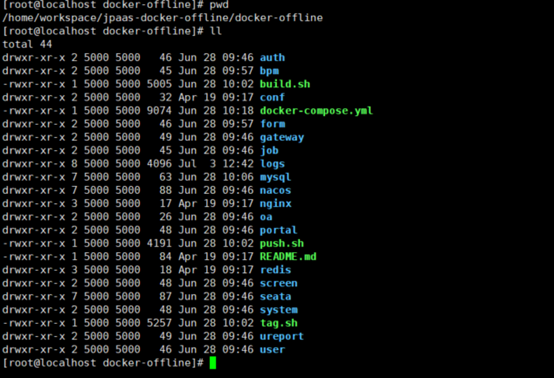 [root@localhost docker-offline]# pwd
/home/workspace/jpaas-docker-offline/docker-offline
[root@localhost docker-offline]# ll
total 44
drwxr-xr-x 2 5000 5000   46 Jun 28 09:46 auth
drwxr-xr-x 2 5000 5000   45 Jun 28 09:57 bpm
-rwxr-xr-x 1 5000 5000 5005 Jun 28 10:02 build.sh
drwxr-xr-x 2 5000 5000   32 Apr 19 09:17 conf
-rwxr-xr-x 1 5000 5000 9074 Jun 28 10:18 docker-compose.yml
drwxr-xr-x 2 5000 5000   46 Jun 28 09:57 form
drwxr-xr-x 2 5000 5000   49 Jun 28 09:46 gateway
drwxr-xr-x 2 5000 5000   45 Jun 28 09:46 job
drwxr-xr-x 8 5000 5000 4096 Jul  3 12:42 logs
drwxr-xr-x 7 5000 5000   63 Jun 28 10:06 mysql
drwxr-xr-x 7 5000 5000   88 Jun 28 09:46 nacos
drwxr-xr-x 3 5000 5000   17 Apr 19 09:17 nginx
drwxr-xr-x 2 5000 5000   26 Jun 28 09:46 oa
drwxr-xr-x 2 5000 5000   48 Jun 28 09:46 portal
-rwxr-xr-x 1 5000 5000 4191 Jun 28 10:02 push.sh
-rwxr-xr-x 1 5000 5000   84 Apr 19 09:17 README.md
drwxr-xr-x 3 5000 5000   18 Apr 19 09:17 redis
drwxr-xr-x 2 5000 5000   48 Jun 28 09:46 screen
drwxr-xr-x 7 5000 5000   87 Jun 28 09:46 seata
drwxr-xr-x 2 5000 5000   48 Jun 28 09:46 system
-rwxr-xr-x 1 5000 5000 5257 Jun 28 10:02 tag.sh
drwxr-xr-x 2 5000 5000   49 Jun 28 09:46 ureport
drwxr-xr-x 2 5000 5000   46 Jun 28 09:46 user
[root@localhost docker-offline]#